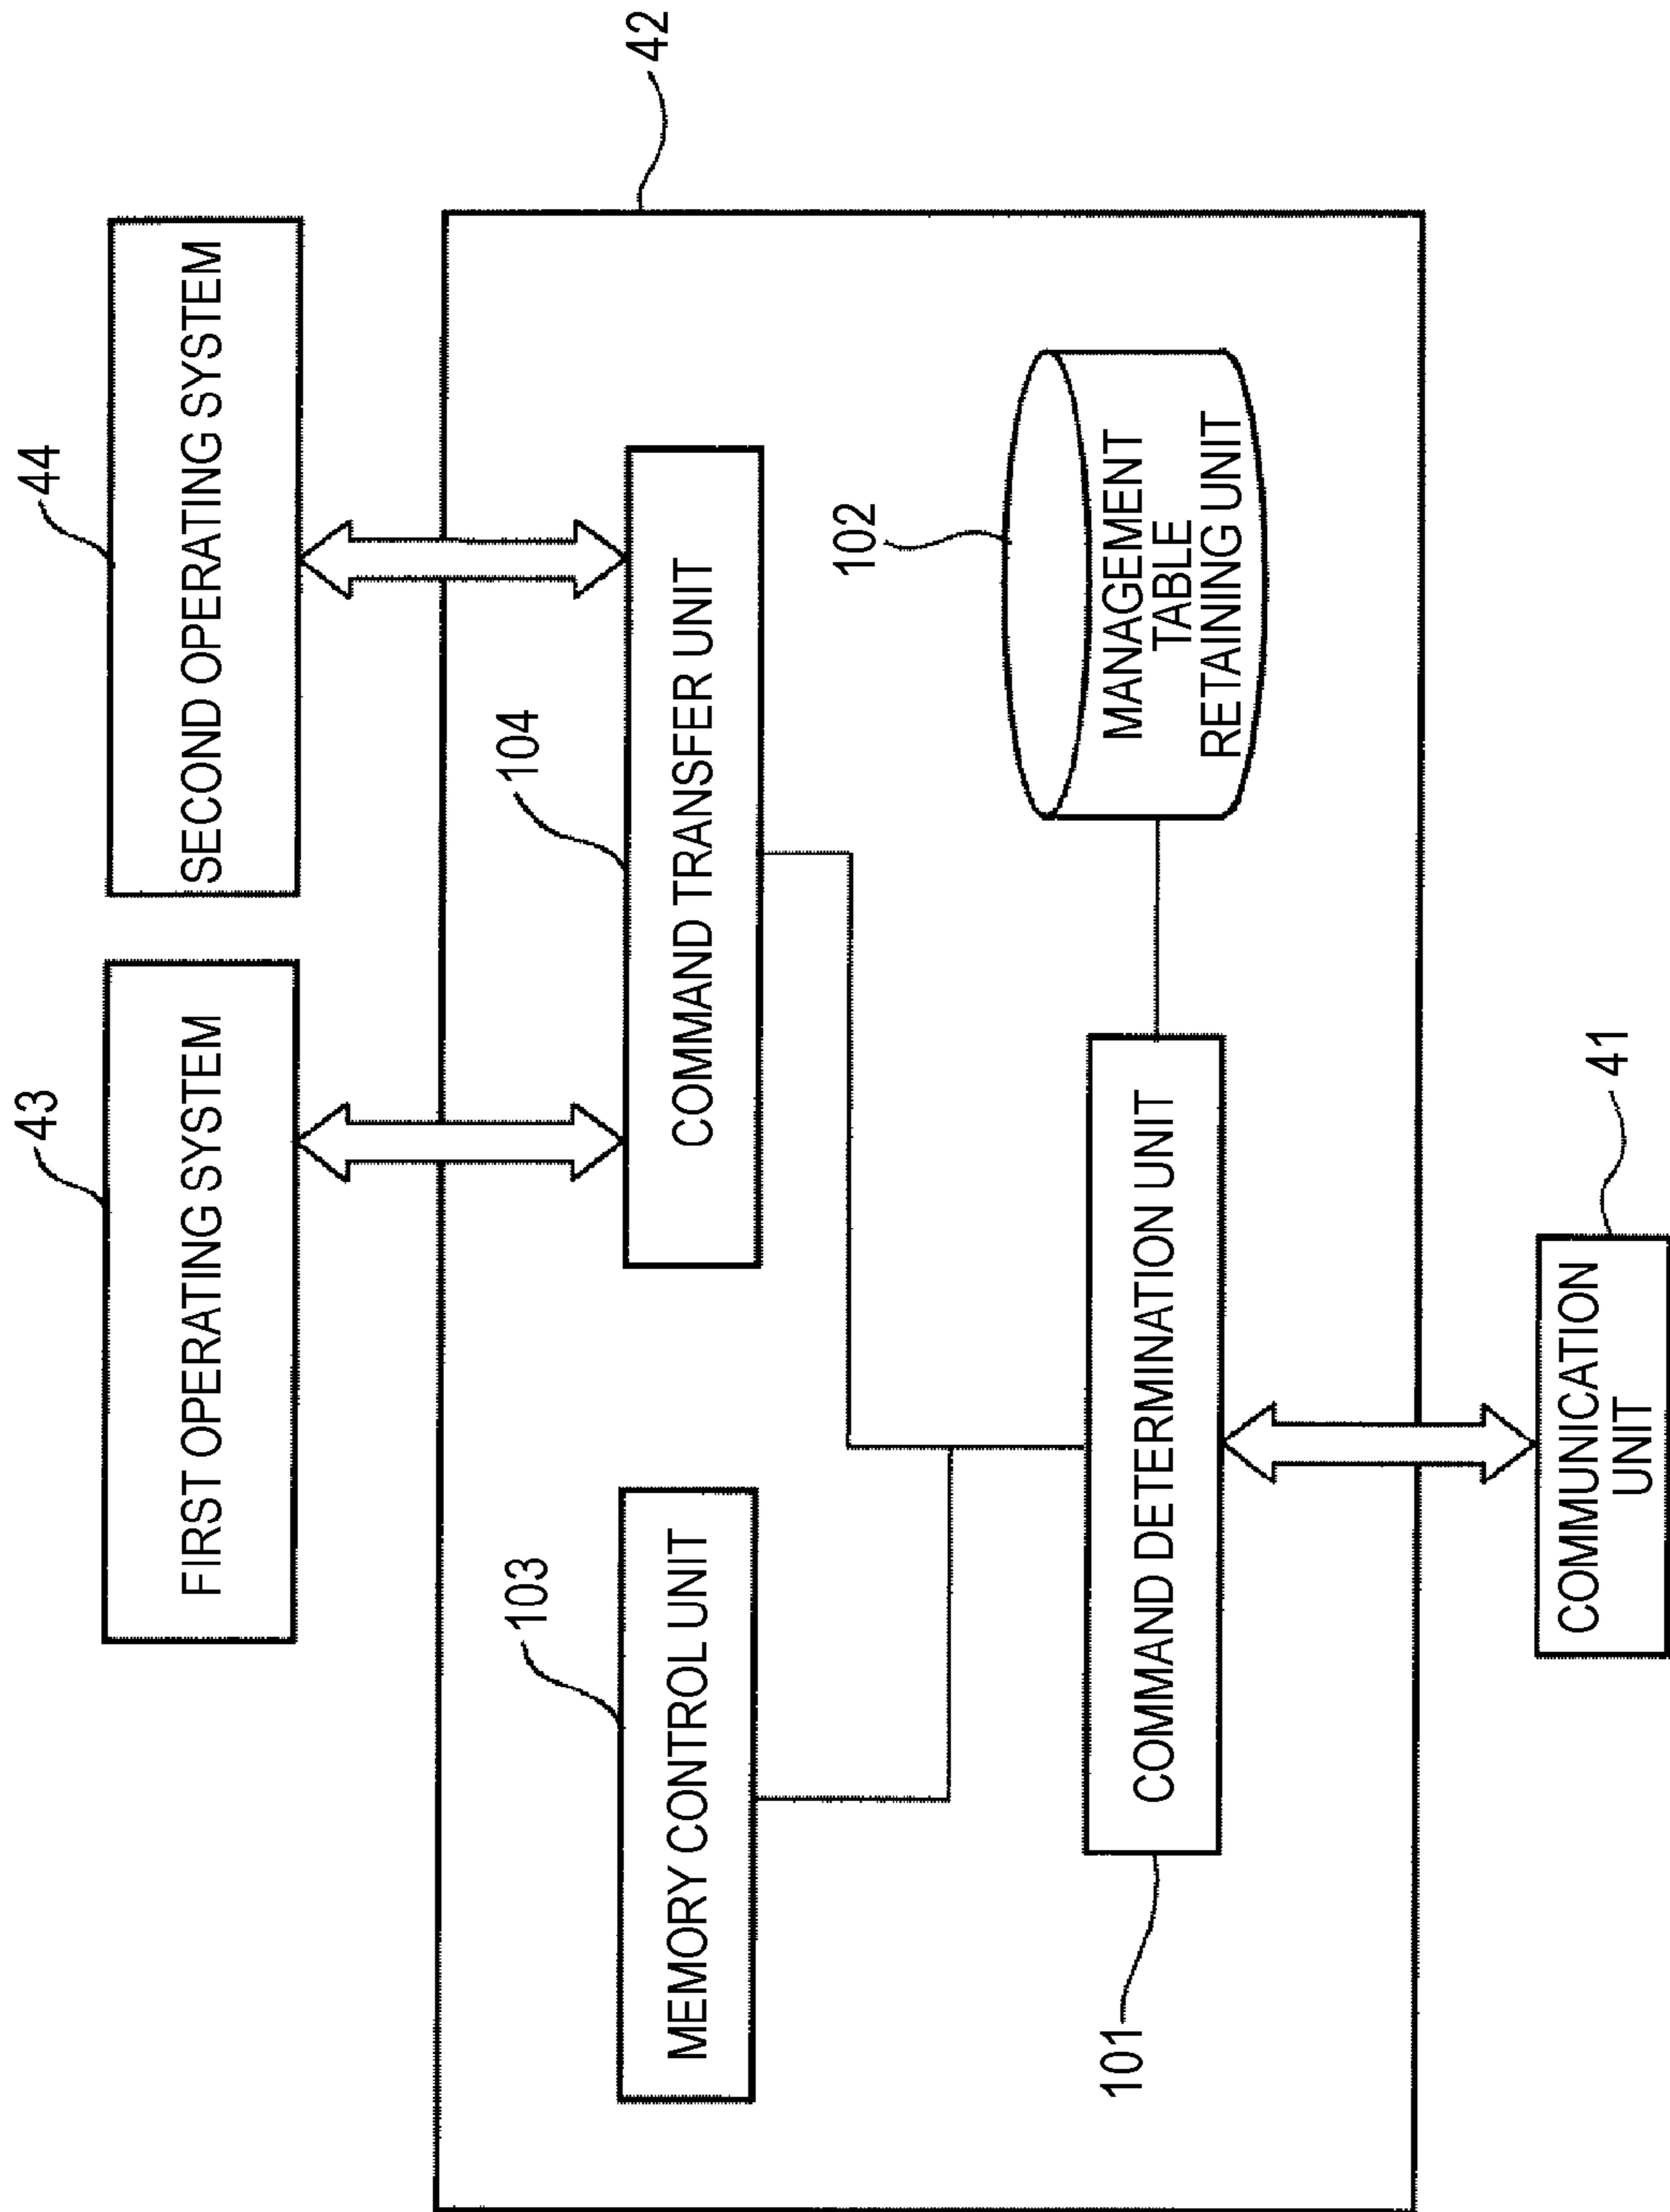 43
FIRST OPERATING SYSTEM
44
SECOND OPERATING SYSTEM
42
103
MEMORY CONTROL UNIT
104
COMMAND TRANSFER UNIT
102
MANAGEMENT
TABLE
RETAINING UNIT
101
COMMAND DETERMINATION UNIT
41
COMMUNICATION
UNIT